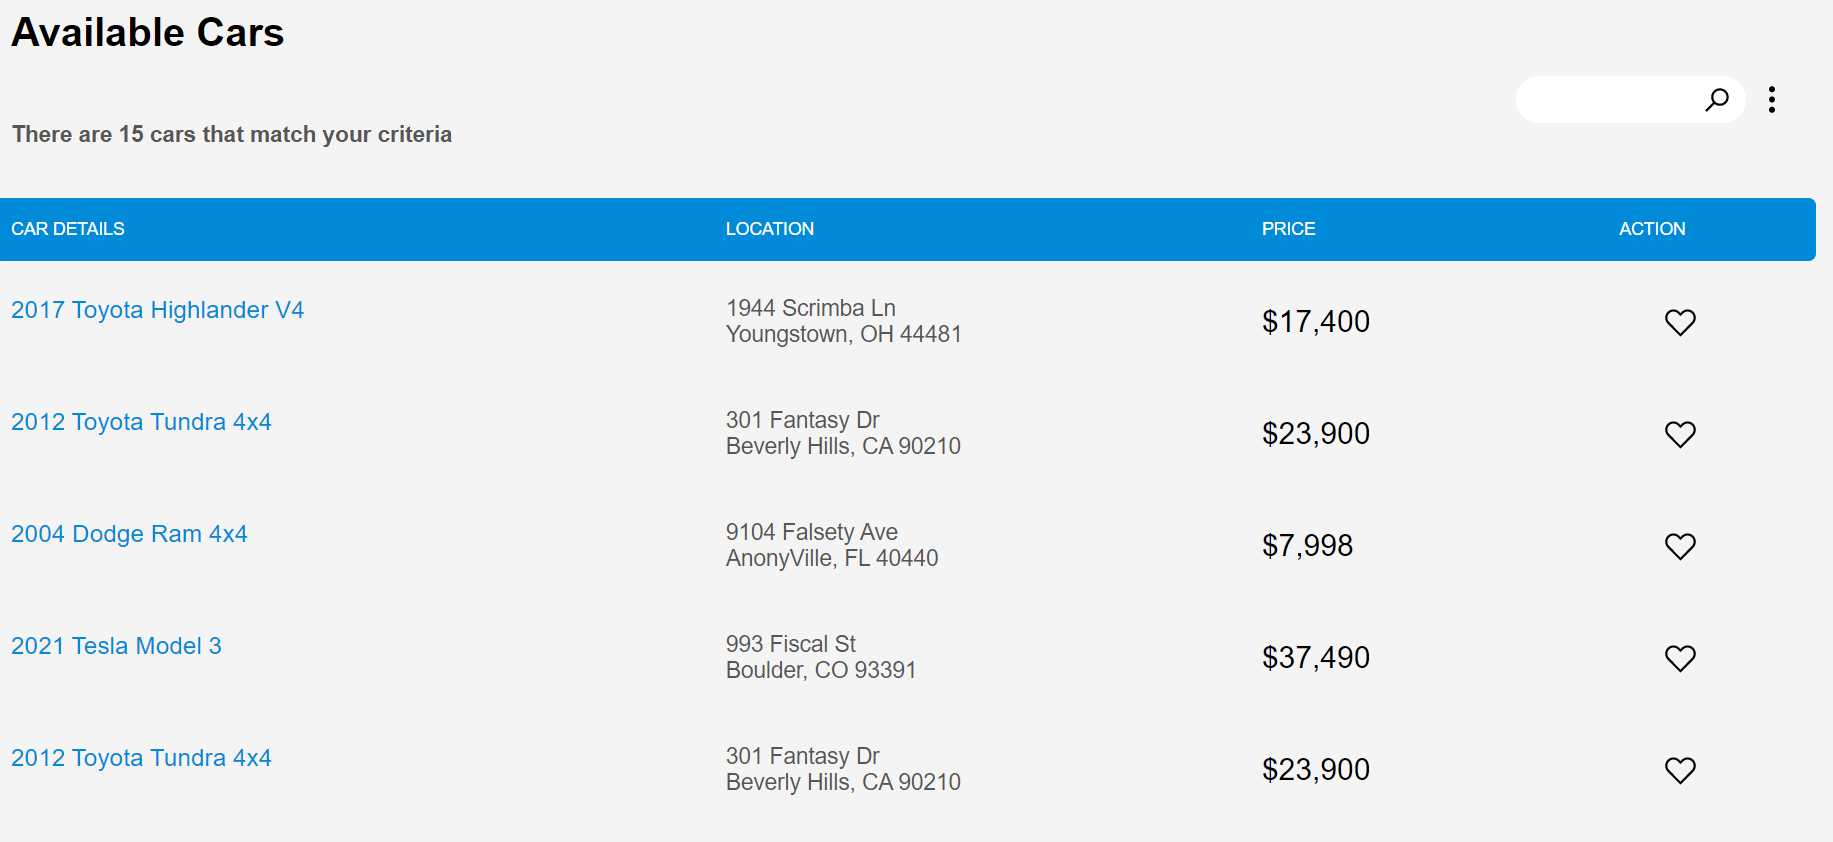 Available Cars
There are 15 cars that match your criteria
CAR DETAILS LOCATION PRICE ACTION
2017 Toyota Highlander V4
1944 Scrimba Ln
Youngstown, OH 44481
$17,400
2012 Toyota Tundra 4x4
301 Fantasy Dr
Beverly Hills, CA 90210
$23,900
2004 Dodge Ram 4x4
9104 Falsety Ave
AnonyVille, FL 40440
$7,998
2021 Tesla Model 3
993 Fiscal St
Boulder, CO 93391
$37,490
2012 Toyota Tundra 4x4
301 Fantasy Dr
Beverly Hills, CA 90210
$23,900